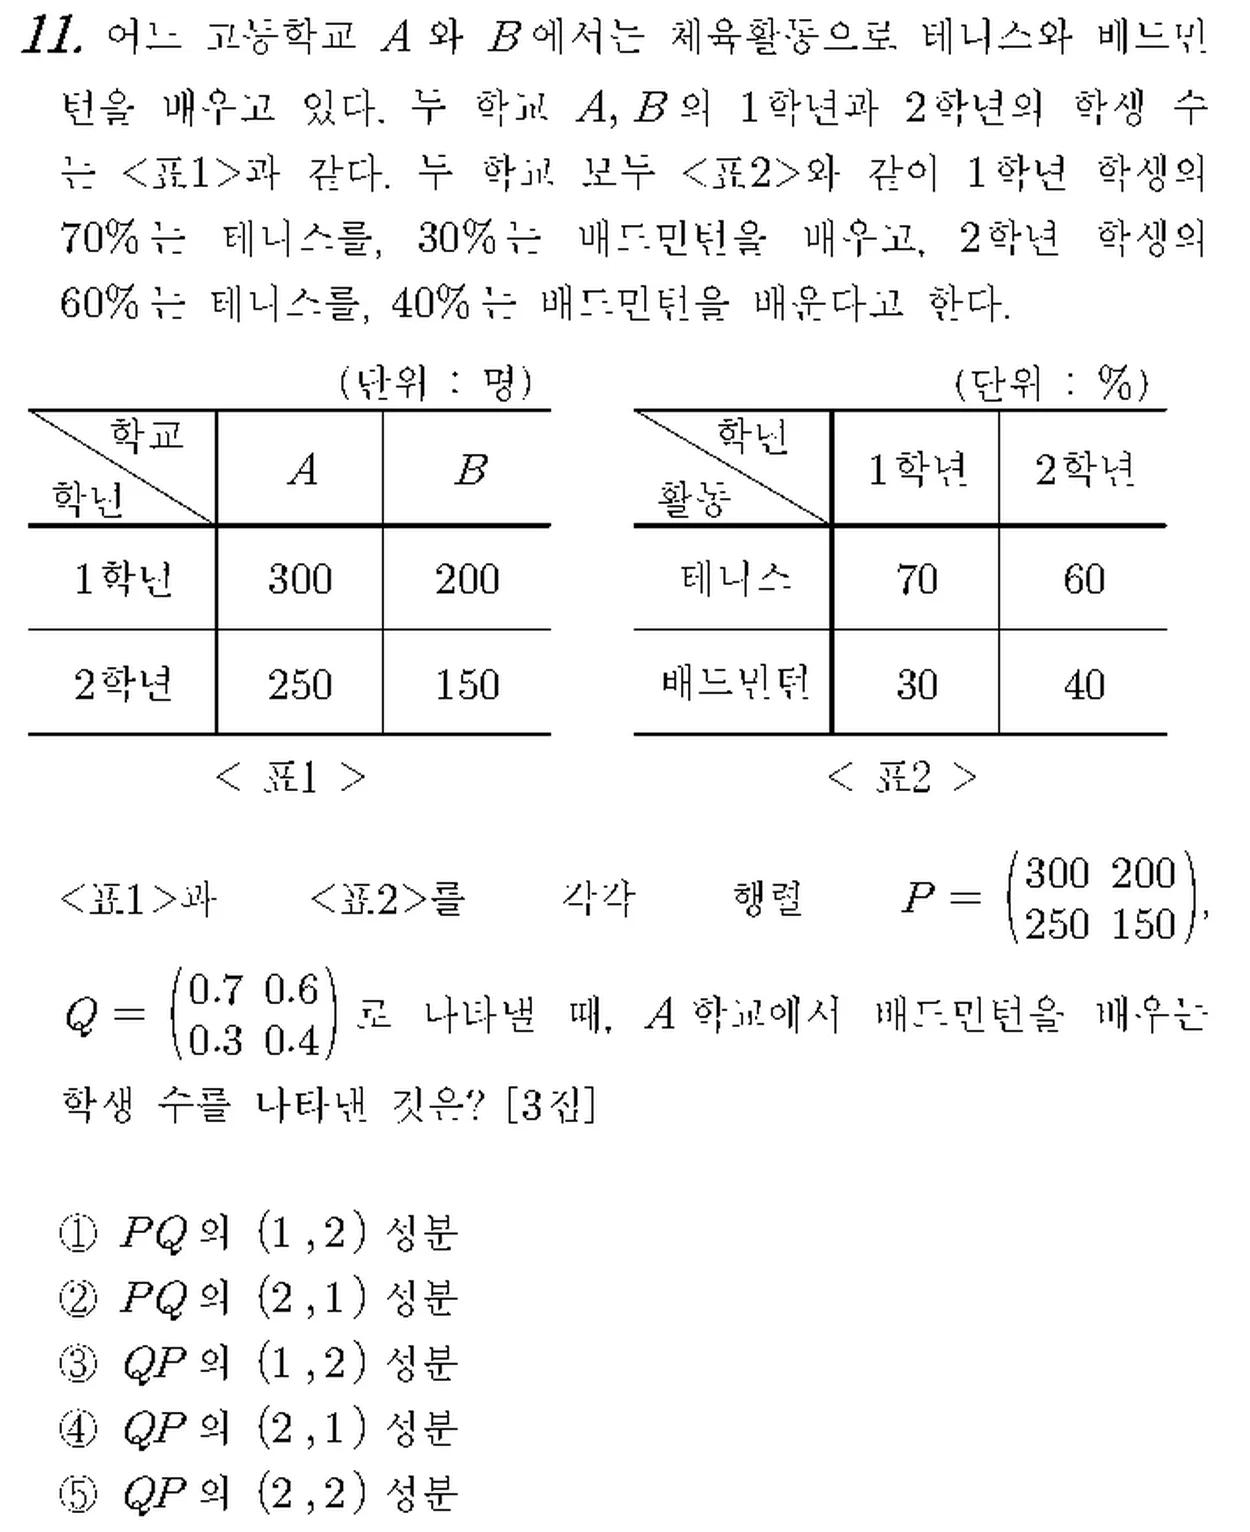 11. 어느 고등학교 A와 B에서는 체육활동으로 테니스와 배드민
턴을 배우고 있다. 두 학교 A, B의 1학년과 2학년의 학생 수
는 <표1>과 같다. 두 학교 모두 <표2>와 같이 1학년 학생의
70%는 테니스를, 30%는 배드민턴을 배우고, 2학년 학생의
60%는 테니스를, 40%는 배드민턴을 배운다고 한다.
(단위 : 명)
학교
학년
A B
1학년 300 200
2학년 250 150
< 표1 >
(단위 : %)
학년
활동
1학년 2학년
테니스 70 60
배드민턴 30 40
< 표2 >
<표1>과 <표2>를 각각 행렬 P = (300 200
250 150),
Q = (0.7 0.6
0.3 0.4)로 나타낼 때, A학교에서 배드민턴을 배우는
학생 수를 나타낸 것은? [3점]
① PQ의 (1, 2) 성분
② PQ의 (2, 1) 성분
③ QP의 (1, 2) 성분
④ QP의 (2, 1) 성분
⑤ QP의 (2, 2) 성분